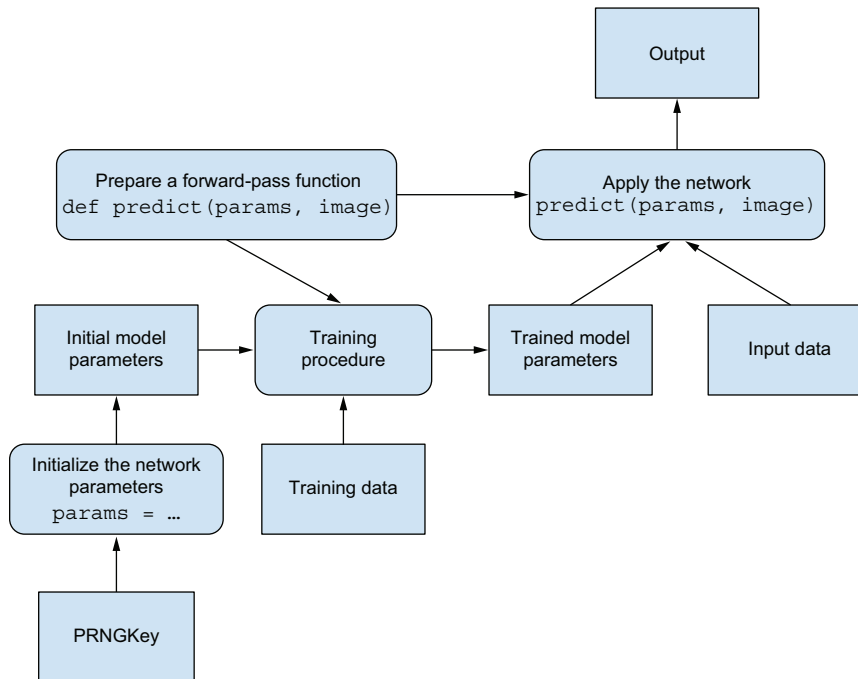 Output
Prepare a forward-pass function
def predict(params, image)
Apply the network
predict(params, image)
Initial model
parameters
Training
procedure
Trained model
parameters
Input data
Initialize the network
parameters
params = …
Training data
PRNGKey